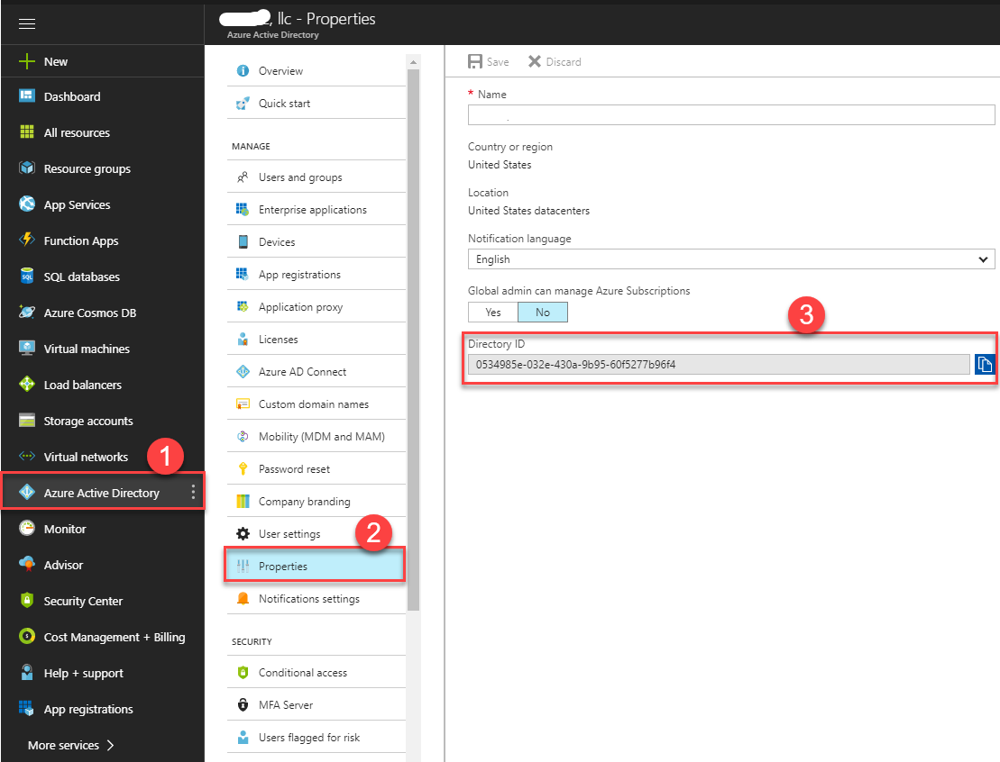 , llc - Properties
Azure Active Directory
New
Dashboard
All resources
Resource groups
App Services
Function Apps
SQL databases
Azure Cosmos DB
Virtual machines
Load balancers
Storage accounts
Virtual networks
1
Azure Active Directory
Monitor
Advisor
Security Center
Cost Management + Billing
Help + support
App registrations
More services
Overview
Quick start
MANAGE
Users and groups
Enterprise applications
Devices
App registrations
Application proxy
Licenses
Azure AD Connect
Custom domain names
Mobility (MDM and MAM)
Password reset
Company branding
User settings
2
Properties
Notifications settings
SECURITY
Conditional access
MFA Server
Users flagged for risk
Save Discard
* Name
Country or region
United States
Location
United States datacenters
Notification language
English
Global admin can manage Azure Subscriptions
Yes No
3
Directory ID
0534985e-032e-430a-9b95-60f5277b96f4